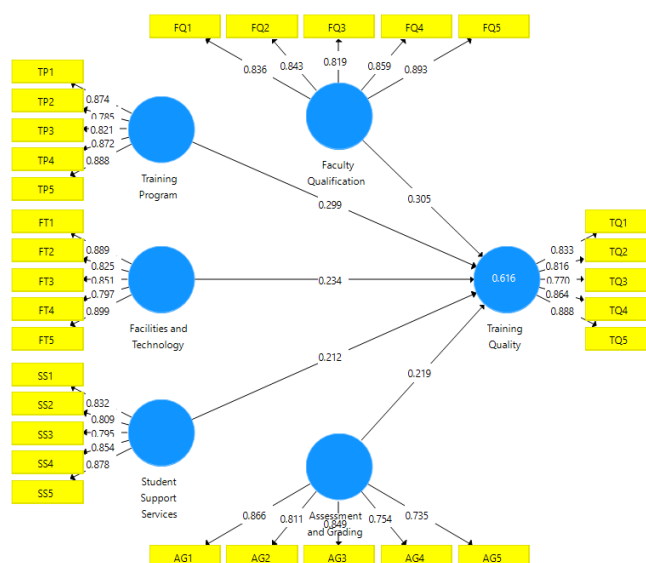 FQ1 FQ2 FQ3 FQ4 FQ5
0.836 0.843 0.819 0.859 0.893
Faculty
Qualification
TP1
TP2
TP3
TP4
TP5
0.874
0.785
0.821
0.872
0.888
Training
Program
0.299
0.305
FT1
FT2
FT3
FT4
FT5
0.889
0.825
0.851
0.797
0.899
Facilities and
Technology
0.234
0.616
Training
Quality
0.833
0.816
0.770
0.864
0.888
TQ1
TQ2
TQ3
TQ4
TQ5
SS1
SS2
SS3
SS4
SS5
0.832
0.809
0.795
0.854
0.878
Student
Support
Services
0.212
0.219
Assessment
and Grading
0.866 0.811 0.849 0.754 0.735
AG1 AG2 AG3 AG4 AG5